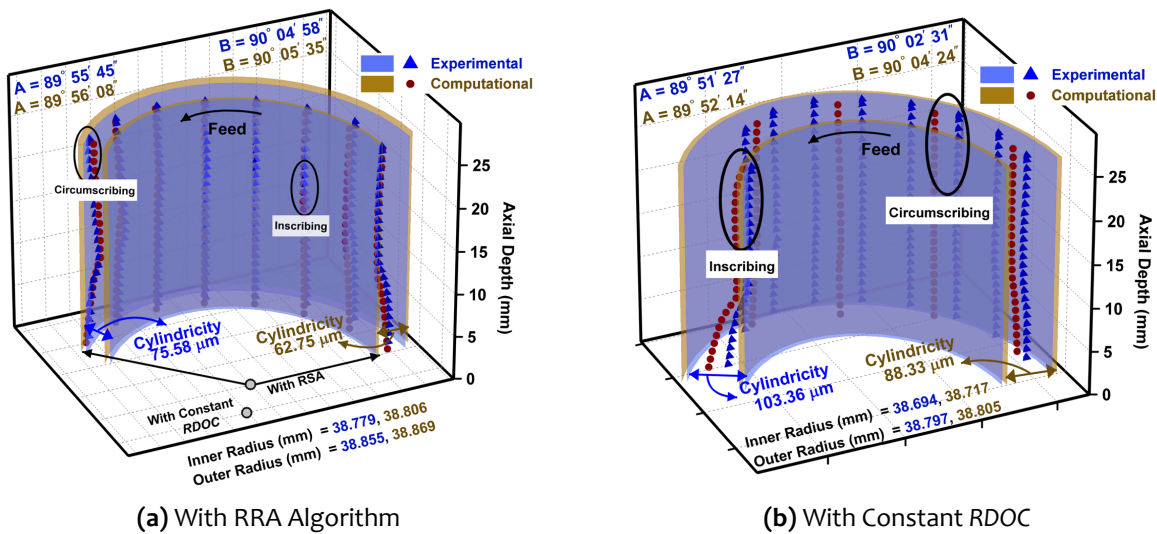 A = 89° 55′ 45″
A = 89° 56′ 08″
B = 90° 04′ 58″
B = 90° 05′ 35″
Experimental
Computational
Feed
Circumscribing
Inscribing
Axial Depth (mm)
25
20
15
10
5
0
Cylindricity
75.58 μm
Cylindricity
62.75 μm
With RSA
With Constant
RDOC
Inner Radius (mm) = 38.779, 38.806
Outer Radius (mm) = 38.855, 38.869
(a) With RRA Algorithm
A = 89° 51′ 27″
A = 89° 52′ 14″
B = 90° 02′ 31″
B = 90° 04′ 24″
Experimental
Computational
Feed
Circumscribing
Inscribing
Axial Depth (mm)
25
20
15
10
5
0
Cylindricity
103.36 μm
Cylindricity
88.33 μm
Inner Radius (mm) = 38.694, 38.717
Outer Radius (mm) = 38.797, 38.805
(b) With Constant RDOC